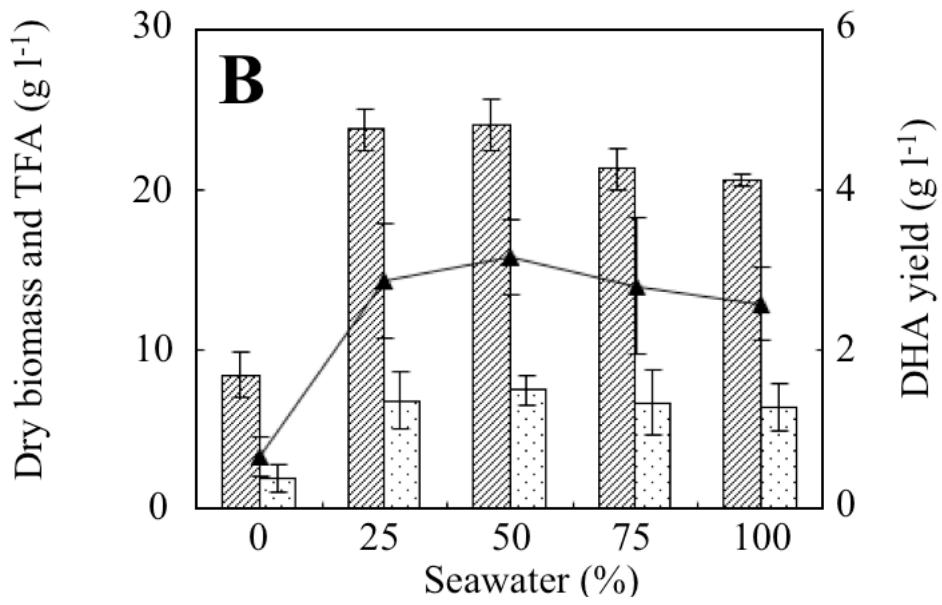 B
Dry biomass and TFA (g l⁻¹)
30
20
10
0
DHA yield (g l⁻¹)
6
4
2
0
0 25 50 75 100
Seawater (%)